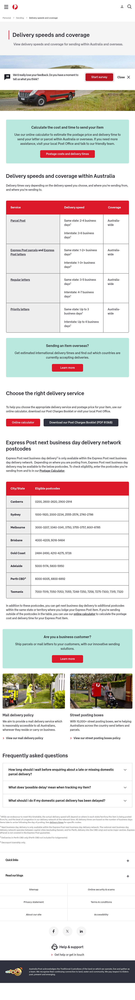 Personal > Sending > Delivery speeds and coverage
Delivery speeds and coverage
View delivery speeds and coverage for sending within Australia and overseas.
We'd really love your feedback. Do you have a moment to
tell us what you think?
Start survey
Close
Calculate the cost and time to send your item
Use our online calculator to estimate the postage price and delivery time to
send your letter or parcel within Australia or overseas. If you need more
assistance, visit your local Post Office and talk to our friendly team.
Postage costs and delivery times
Delivery speeds and coverage within Australia
Delivery times vary depending on the delivery speed you choose, and where you're sending from,
and where you're sending to.
Service Delivery speed Coverage
Parcel Post
Same state: 2-4 business
days1
Interstate: 3-6 business
days1
Australia-
wide
Express Post parcels and Express
Post letters
Same state: 1-2+ business
days2
Interstate: 1-3+ business
days2
Australia-
wide
Regular letters
Same state: 3-5 business
days1
Interstate: 4-7 business
days1
Australia-
wide
Priority letters
Same state: Up to 3
business days1
Interstate: Up to 4 business
days1
Australia-
wide
Sending an item overseas?
Get estimated international delivery times and find out which countries are
currently accepting deliveries.
Learn more
Choose the right delivery service
To help you choose the appropriate delivery service and postage price for your item, use our
online calculator, download our Post Charges Booklet or visit your local Post Office.
Online calculator
Download our Post Charges Booklet (PDF 813kB)
Express Post next business day delivery network
postcodes
Express Post next business day delivery2 is only available within the Express Post next business
day delivery network. Depending on where you are posting from, Express Post next business day
delivery may be available to the below postcodes. To check eligibility, enter the postcodes you're
sending from and to in our Postage Calculator.
City/State Eligible postcodes
Canberra 0200, 2600-2620, 2900-2914
Sydney 1000-1920, 2000-2234, 2555-2574, 2740-2786
Melbourne 3000-3207, 3340-3341, 3750, 3755-3757, 8001-8785
Brisbane 4000-4209, 9016-9464
Gold Coast 2484-2490, 4210-4275, 9726
Adelaide 5000-5174, 5800-5950
Perth CBD3 6000-6005, 6800-6892
Tasmania 7000-7019, 7050-7053; 7055; 7248-7250, 7258, 7275-7300; 7315; 7320
In addition to these postcodes, you can get next business day delivery to additional postcodes
within the same state or territory where you lodge your Express Post item. If you're sending
outside of the postcodes in the table, you can use our online calculator to calculate the postage
cost and delivery time for your Express Post item.
Are you a business customer?
Ship parcels or mail letters to your customers, with our innovative sending
solutions.
Learn more
Mail delivery policy
We aim to provide a mail delivery service which
is reasonably accessible to all Australians,
wherever they reside or carry on business.
View our mail delivery policy
Street posting boxes
With 10,000+ street posting boxes, we're helping
Australians across the country send letters and
parcels.
View our street posting boxes policy
Frequently asked questions
How long should I wait before enquiring about a late or missing domestic
parcel delivery?
What does 'possible delay' mean when tracking my item?
What should I do if my domestic parcel delivery has been delayed?
1 While we endeavour to meet this timetable, the actual delivery speed will depend on where in each state/territory the item is being posted
from/to, and the level of congestion in our delivery network at the relevant time. All delivery times are based on the number of business days
items take to arrive following the day of posting. See delivery times for specific routes.
2 Next business day delivery is only available within the Express Post next business day delivery network. The national next business day
delivery network operates between capital cities (excluding Darwin; and for Perth, delivery into the CBD only) and some major centres. Express
eParcel is not covered in the Express Post guarantee.
3 Deliveries in Perth CBD only (Perth CBD not included for lodgements).
4 Devonport township only.
Quick links
Read our blogs
Sitemap
Online security & scams
Privacy statement
Terms & conditions
About our site
Accessibility
Help & support
Get help or get in touch
Australia Post acknowledges the Traditional Custodians of the land on which we operate, live and gather as
a team. We recognise their continuing connection to land, water and community. We pay respect to Elders
past, present and emerging.